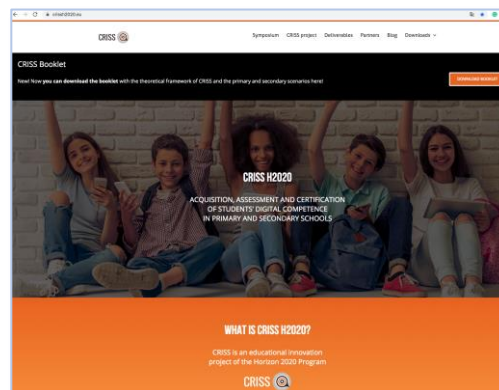 crissh2020.eu
CRISS
Symposium CRISS project Deliverables Partners Blog Downloads
CRISS Booklet
New! Now you can download the booklet with the theoretical framework of CRISS and the primary and secondary scenarios here!
DOWNLOAD BOOKLET
CRISS H2020
ACQUISITION, ASSESSMENT AND CERTIFICATION
OF STUDENTS' DIGITAL COMPETENCE
IN PRIMARY AND SECONDARY SCHOOLS
WHAT IS CRISS H2020?
CRISS is an educational innovation
project of the Horizon 2020 Program
CRISS